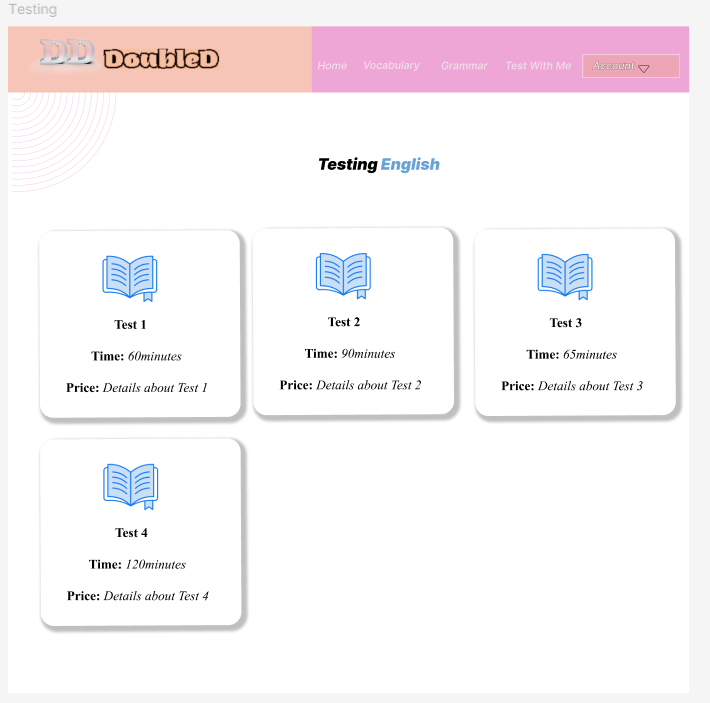 Testing
DD DoubleD
Home Vocabulary Grammar Test With Me Account
Testing English
Test 1
Time: 60minutes
Price: Details about Test 1
Test 2
Time: 90minutes
Price: Details about Test 2
Test 3
Time: 65minutes
Price: Details about Test 3
Test 4
Time: 120minutes
Price: Details about Test 4